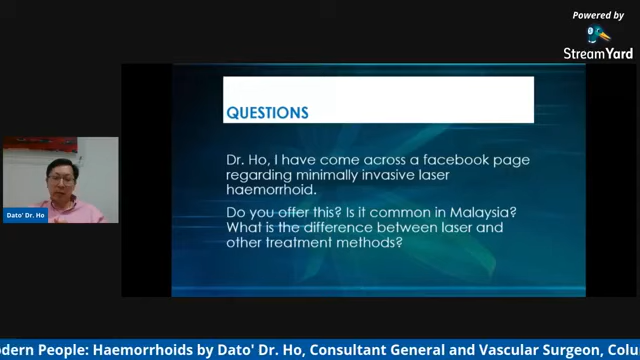 Powered by
StreamYard
QUESTIONS
Dr. Ho, I have come across a facebook page
regarding minimally invasive laser
haemorrhoid.
Do you offer this? Is it common in Malaysia?
What is the difference between laser and
other treatment methods?
Dato' Dr. Ho
odern People: Haemorrhoids by Dato' Dr. Ho, Consultant General and Vascular Surgeon, Colu